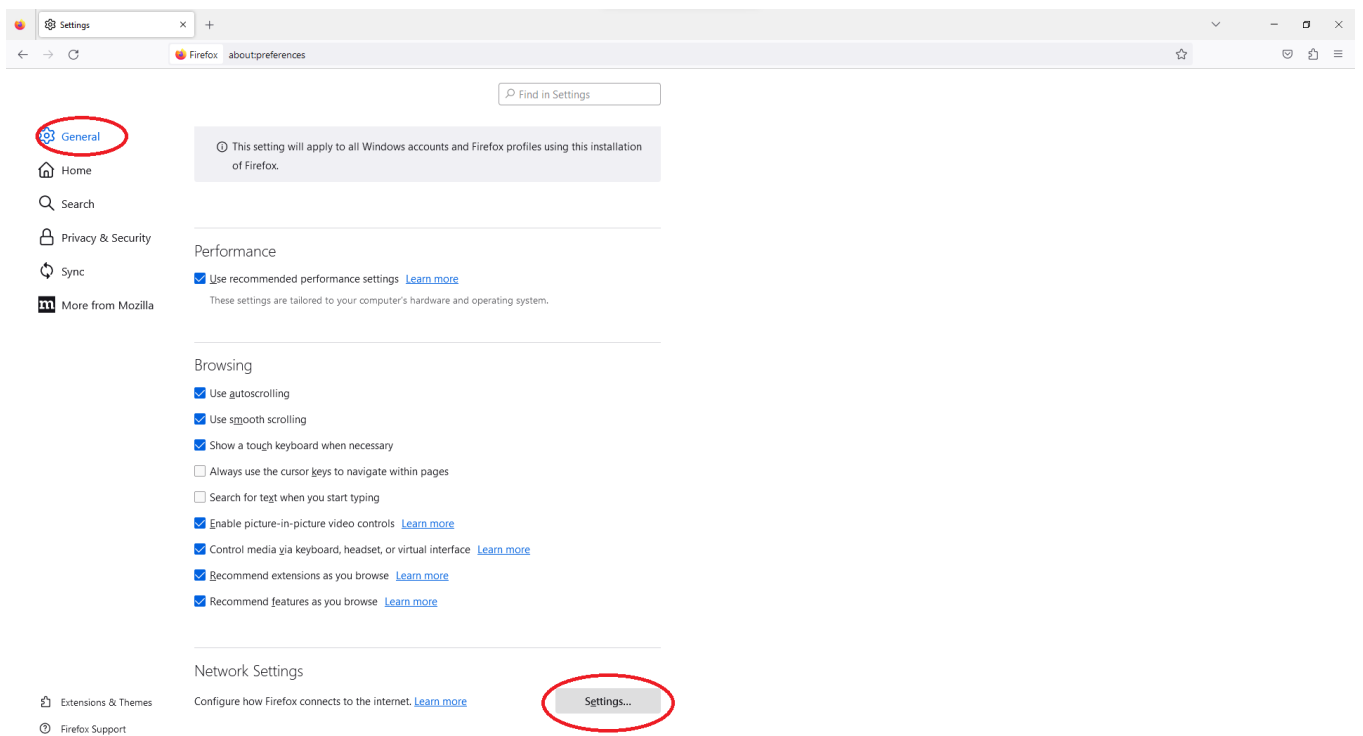 Settings
Firefox about:preferences
Find in Settings
General
Home
Search
Privacy & Security
Sync
More from Mozilla
Extensions & Themes
Firefox Support
This setting will apply to all Windows accounts and Firefox profiles using this installation
of Firefox.
Performance
Use recommended performance settings Learn more
These settings are tailored to your computer's hardware and operating system.
Browsing
Use autoscrolling
Use smooth scrolling
Show a touch keyboard when necessary
Always use the cursor keys to navigate within pages
Search for text when you start typing
Enable picture-in-picture video controls Learn more
Control media via keyboard, headset, or virtual interface Learn more
Recommend extensions as you browse Learn more
Recommend features as you browse Learn more
Network Settings
Configure how Firefox connects to the internet. Learn more
Settings...